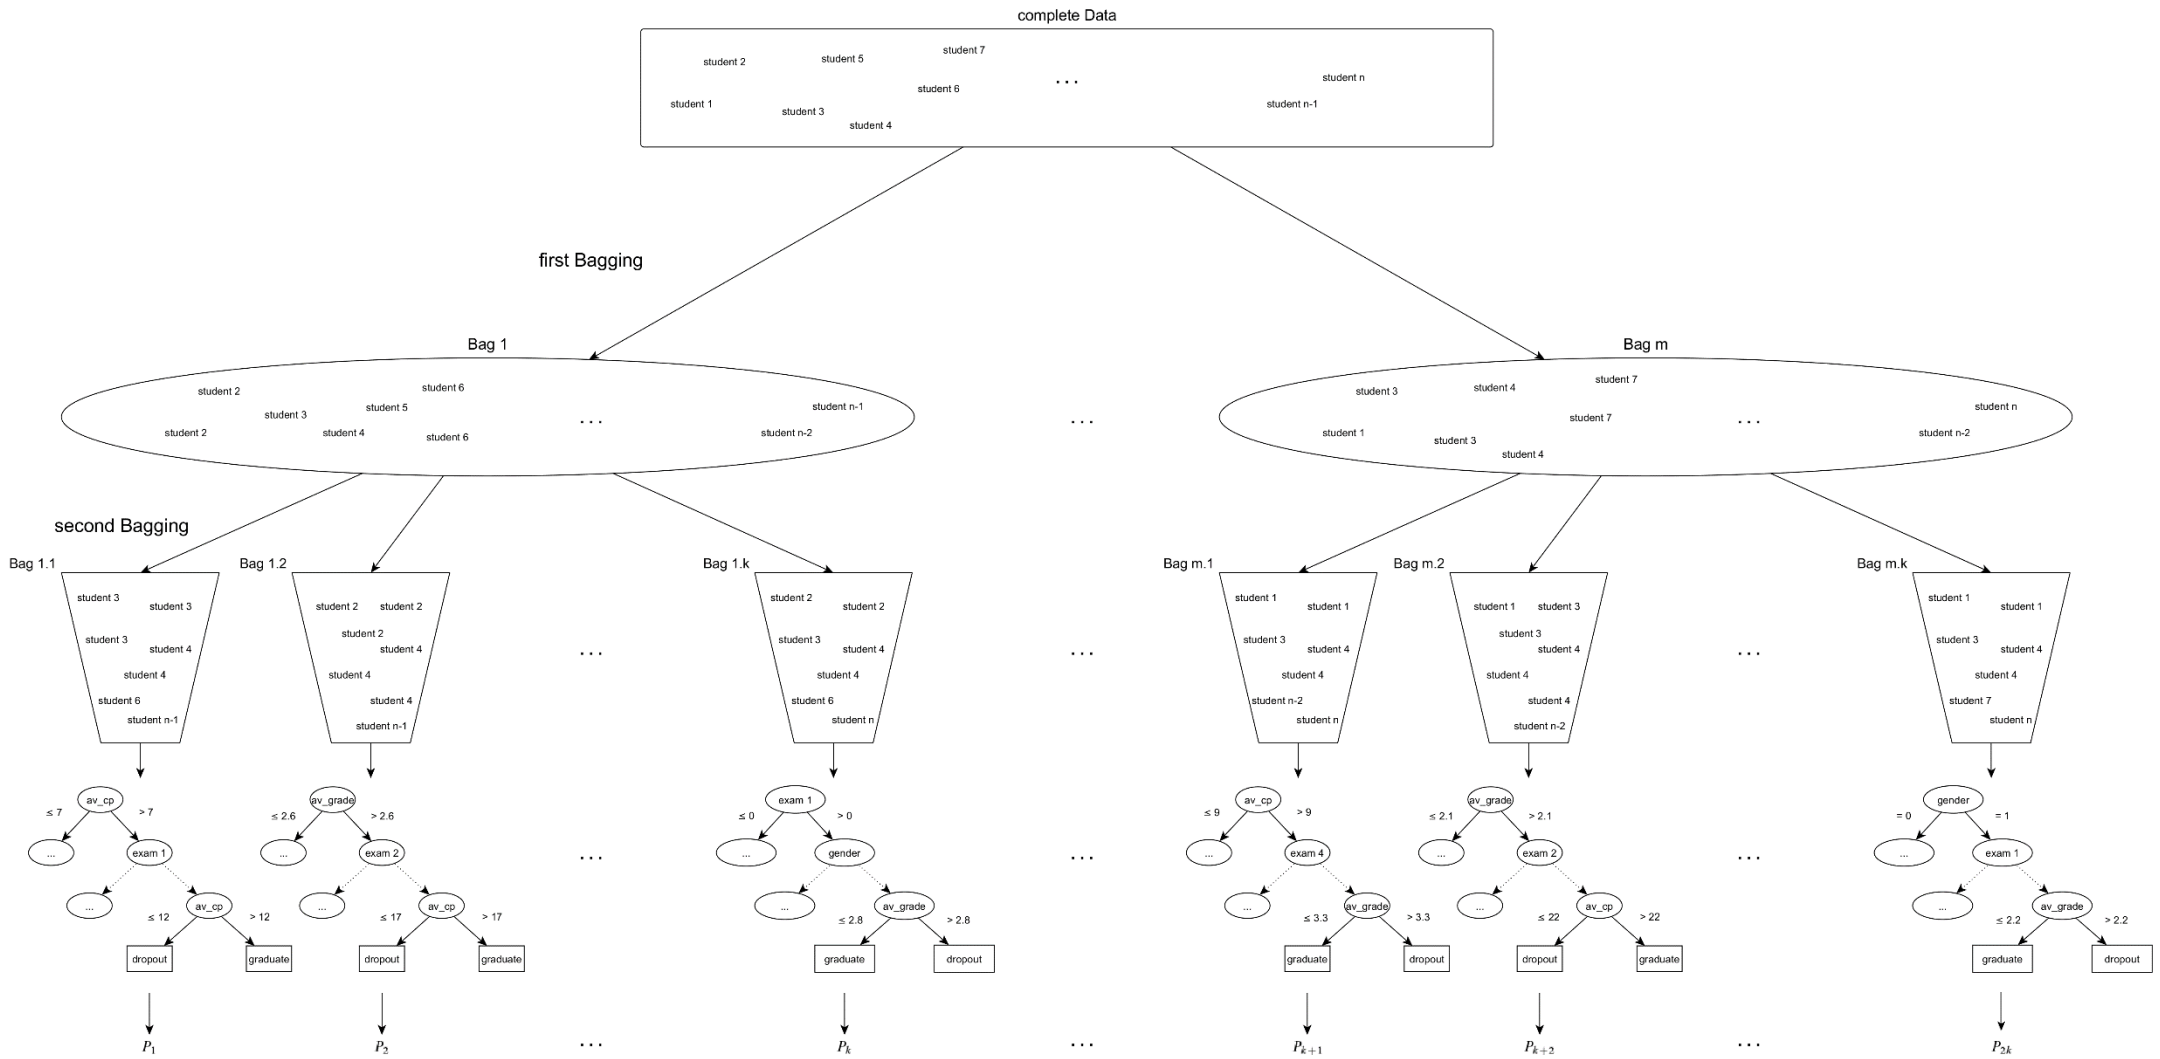 complete Data
student 2
student 5
student 7
student 1
student 3
student 4
student 6
...
student n-1
student n
first Bagging
Bag 1
student 2
student 2
student 3
student 4
student 5
student 6
student 6
...
student n-1
student n-2
...
Bag m
student 3
student 1
student 4
student 3
student 4
student 7
student 7
...
student n
student n-2
second Bagging
Bag 1.1
student 3
student 3
student 3
student 4
student 4
student 6
student n-1
Bag 1.2
student 2
student 2
student 2
student 4
student 4
student 4
student n-1
...
Bag 1.k
student 2
student 2
student 3
student 4
student 4
student 6
student n
...
Bag m.1
student 1
student 1
student 3
student 4
student 4
student n-2
student n
Bag m.2
student 1
student 3
student 3
student 4
student 4
student 4
student n-2
...
Bag m.k
student 1
student 1
student 3
student 4
student 4
student 7
student n
av_cp
≤ 7
> 7
...
exam 1
...
av_cp
≤ 12
> 12
dropout
graduate
P1
av_grade
≤ 2.6
> 2.6
...
exam 2
...
av_cp
≤ 17
> 17
dropout
graduate
P2
...
...
exam 1
≤ 0
> 0
...
gender
...
av_grade
≤ 2.8
> 2.8
graduate
dropout
Pk
...
...
av_cp
≤ 9
> 9
...
exam 4
...
av_grade
≤ 3.3
> 3.3
graduate
dropout
Pk+1
av_grade
≤ 2.1
> 2.1
...
exam 2
...
av_cp
≤ 22
> 22
dropout
graduate
Pk+2
...
...
gender
= 0
= 1
...
exam 1
...
av_grade
≤ 2.2
> 2.2
graduate
dropout
P2k